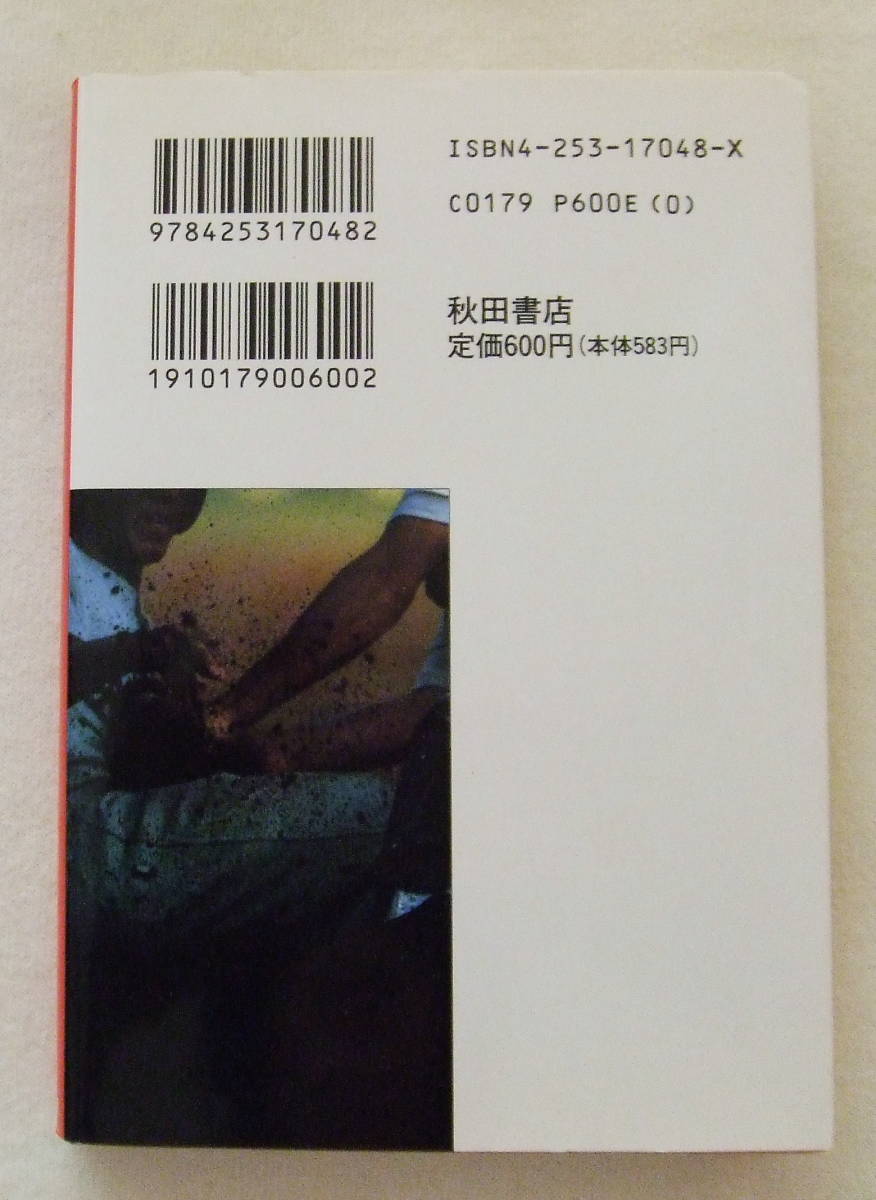 9784253170482
ISBN4-253-17048-X
C0179 P600E (0)
1910179006002
秋田書店
定価600円(本体583円)